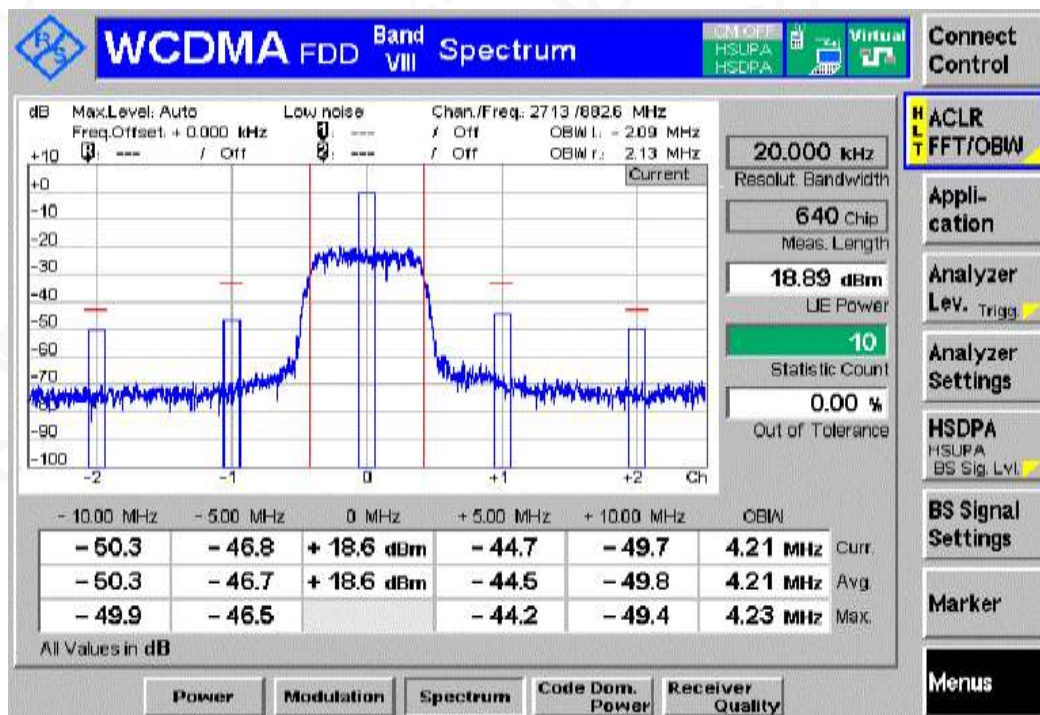 R S WCDMA FDD Band VIII Spectrum
CM OFF
HSUPA
HSDPA
Virtual
Connect Control
dB Max.Level: Auto Low noise Chan./Freq.: 2713 /882.6 MHz
Freq.Offset: + 0.000 kHz 1: --- / Off OBW l.: - 2.09 MHz
R: --- / Off 2: --- / Off OBW r.: 2.13 MHz
Current
+10
+0
-10
-20
-30
-40
-50
-60
-70
-80
-90
-100
-2 -1 0 +1 +2 Ch
20.000 kHz
Resolut. Bandwidth
640 Chip
Meas. Length
18.89 dBm
UE Power
10
Statistic Count
0.00 %
Out of Tolerance
- 10.00 MHz - 5.00 MHz 0 MHz + 5.00 MHz + 10.00 MHz OBW
- 50.3 - 46.8 + 18.6 dBm - 44.7 - 49.7 4.21 MHz Curr.
- 50.3 - 46.7 + 18.6 dBm - 44.5 - 49.8 4.21 MHz Avg.
- 49.9 - 46.5 - 44.2 - 49.4 4.23 MHz Max.
All Values in dB
HLT
ACLR
FFT/OBW
Appli-
cation
Analyzer
Lev. Trigg.
Analyzer
Settings
HSDPA
HSUPA
BS Sig. Lvl.
BS Signal
Settings
Marker
Menus
Power
Modulation
Spectrum
Code Dom.
Power
Receiver
Quality